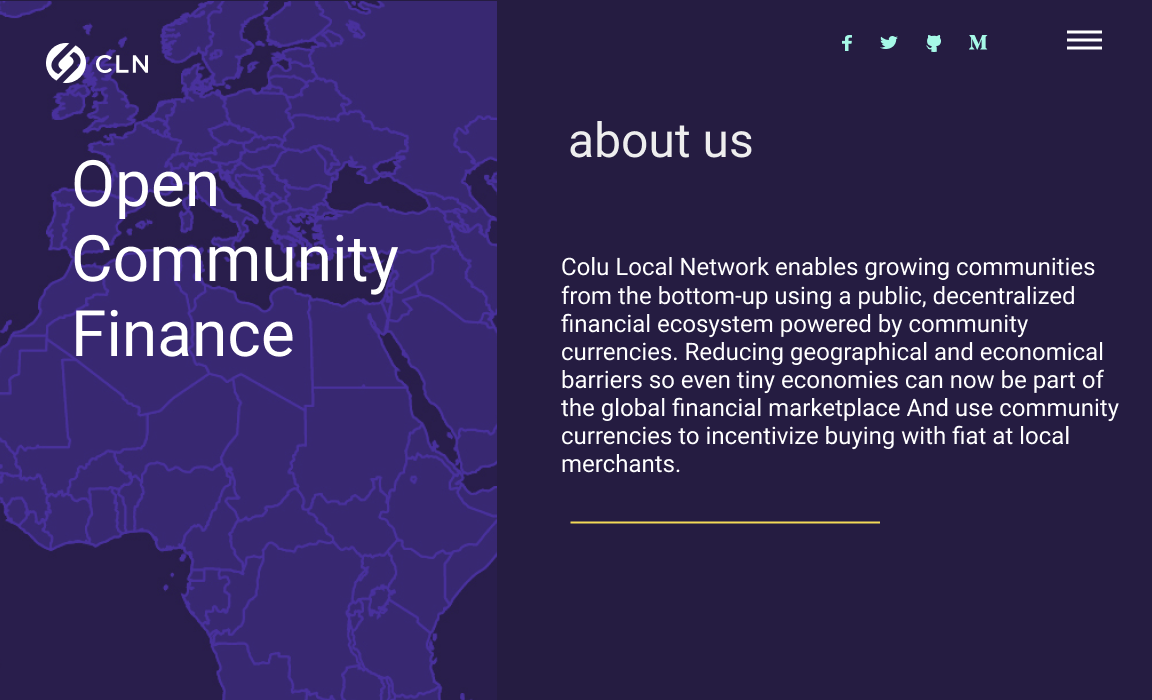 CLN
Open
Community
Finance
about us
Colu Local Network enables growing communities
from the bottom-up using a public, decentralized
financial ecosystem powered by community
currencies. Reducing geographical and economical
barriers so even tiny economies can now be part of
the global financial marketplace And use community
currencies to incentivize buying with fiat at local
merchants.